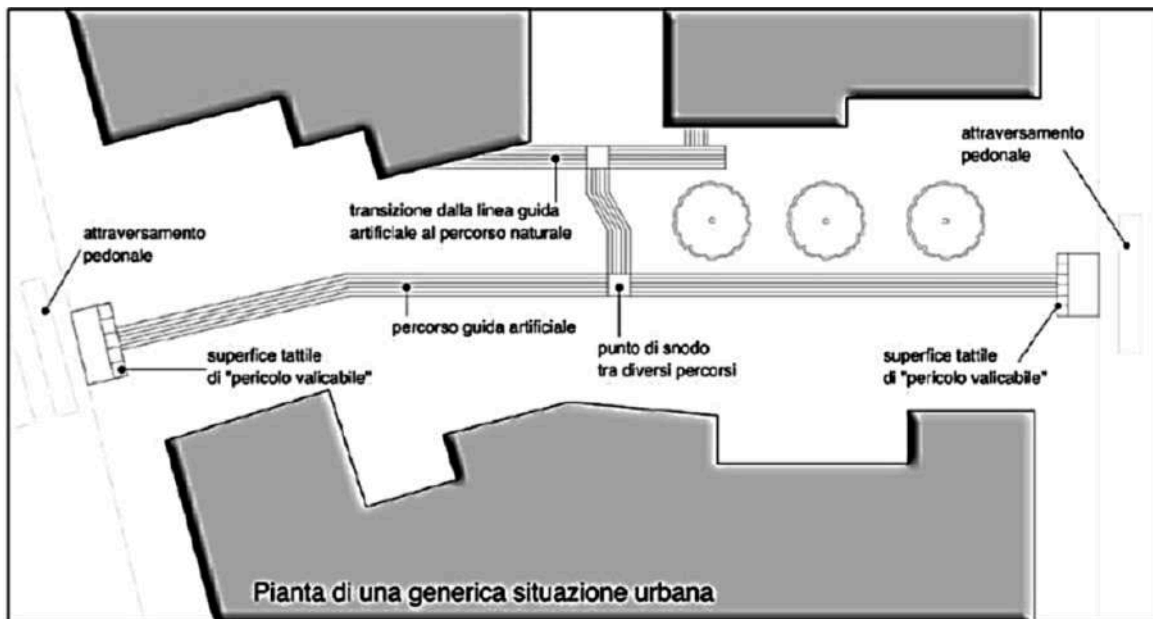 attraversamento
pedonale
transizione dalla linea guida
artificiale al percorso naturale
attraversamento
pedonale
percorso guida artificiale
punto di snodo
tra diversi percorsi
superfice tattile
di "pericolo valicabile"
superfice tattile
di "pericolo valicabile"
Pianta di una generica situazione urbana